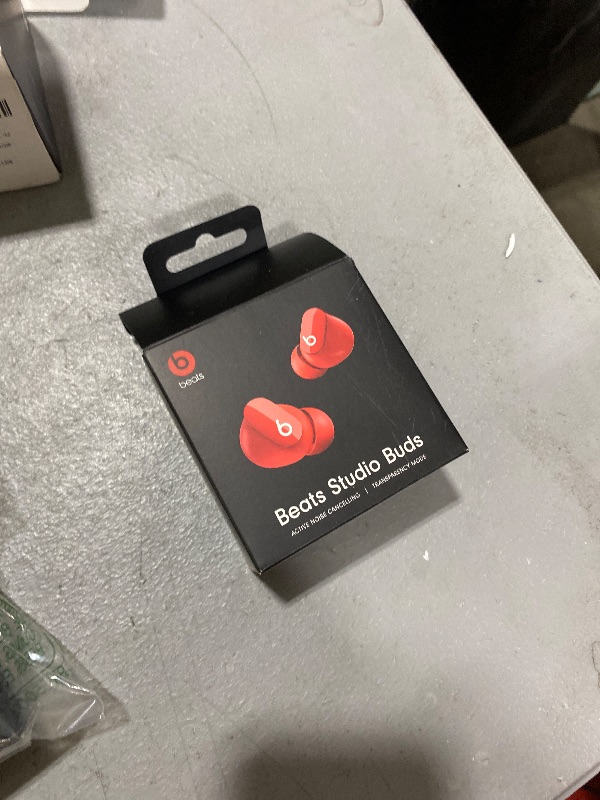 beats
Beats Studio Buds
ACTIVE NOISE CANCELLING | TRANSPARENCY MODE